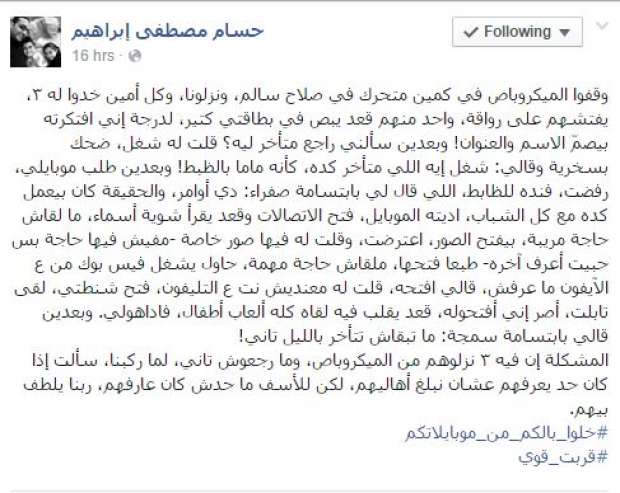 حسام مصطفى إبراهيم
Following
16 hrs ·
وقفوا الميكروباص في كمين متحرك في صلاح سالم، ونزلونا، وكل أمين خدوا له ٣،
يفتشهم على رواقة، واحد منهم قعد يبص في بطاقتي كتير، لدرجة إني افتكرته
بيصمّ الاسم والعنوان! وبعدين سألني راجع متأخر ليه؟ قلت له شغل، ضحك
بسخرية وقالي: شغل إيه اللي متأخر كده، كأنه ماما بالظبط! وبعدين طلب موبايلي،
رفضت، فنده للظابط، اللي قال لي بابتسامة صفراء: دي أوامر، والحقيقة كان بيعمل
كده مع كل الشباب، اديته الموبايل، فتح الاتصالات وقعد يقرأ شوية أسماء، ما لقاش
حاجة مريبة، بيفتح الصور، اعترضت، وقلت له فيها صور خاصة -مفيش فيها حاجة بس
حبيت أعرف آخره- طبعا فتحها، ملقاش حاجة مهمة، حاول يشغل فيس بوك من ع
الآيفون ما عرفش، قالي افتحه، قلت له معنديش نت ع التليفون، فتح شنطتي، لقى
تابلت، أصر إني أفتحوله، قعد يقلب فيه لقاه كله ألعاب أطفال، فاداهولي. وبعدين
قالي بابتسامة سمجة: ما تبقاش تتأخر بالليل تاني!
المشكلة إن فيه ٣ نزلوهم من الميكروباص، وما رجعوش تاني، لما ركبنا، سألت إذا
كان حد يعرفهم عشان نبلغ أهاليهم، لكن للأسف ما حدش كان عارفهم، ربنا يلطف
بيهم.
#خلوا_بالكم_من_موبايلاتكم
#قربت_قوي